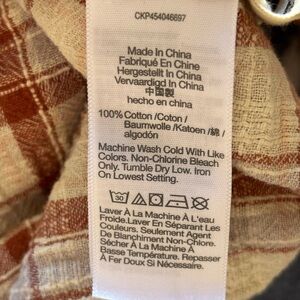 CKP454046697
Made In China
Fabriqué En Chine
Hergestellt In China
Vervaardigd In China
中国製
hecho en china
100% Cotton /Coton /
Baumwolle /Katoen /綿 /
algodón
Machine Wash Cold With Like
Colors. Non-Chlorine Bleach
Only. Tumble Dry Low. Iron
On Lowest Setting.
30
Laver À La Machine À L'eau
Froide.Laver En Séparant Les
Couleurs. Seulement Agent
De Blanchiment Non-Chlore.
Sécher À La Machine À
Basse Température. Repasser
À Fer Doux Si Nécessaire.